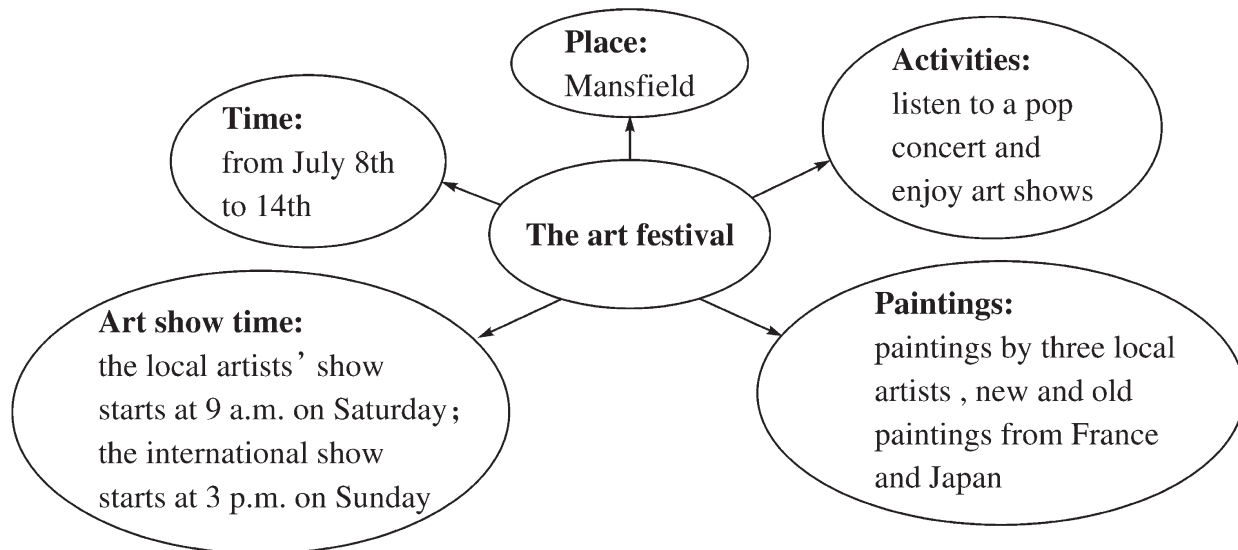 Place:
Mansfield
Activities:
listen to a pop
concert and
enjoy art shows
Time:
from July 8th
to 14th
The art festival
Art show time:
the local artists’ show
starts at 9 a.m. on Saturday；
the international show
starts at 3 p.m. on Sunday
Paintings:
paintings by three local
artists , new and old
paintings from France
and Japan